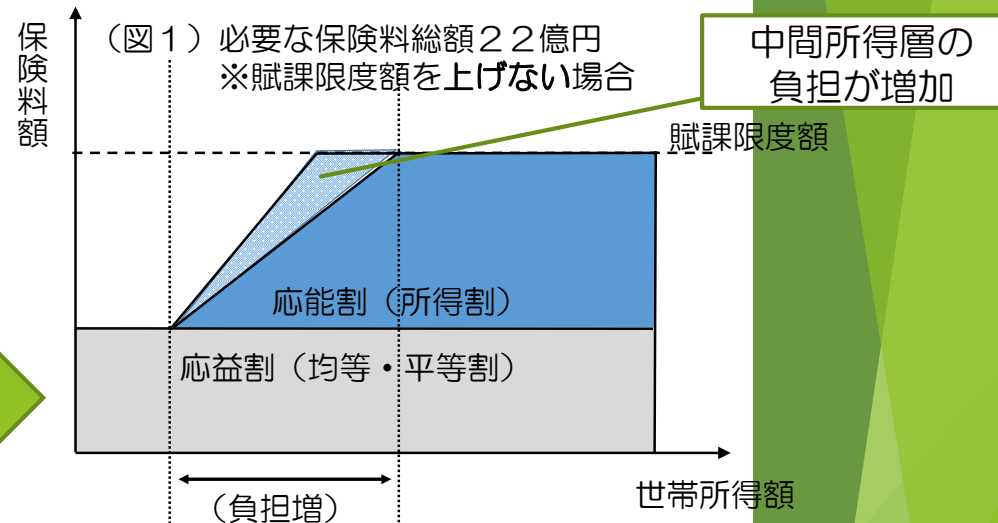 保険料額
（図１）必要な保険料総額２２億円
※賦課限度額を上げない場合
中間所得層の
負担が増加
賦課限度額
応能割（所得割）
応益割（均等・平等割）
世帯所得額
（負担増）